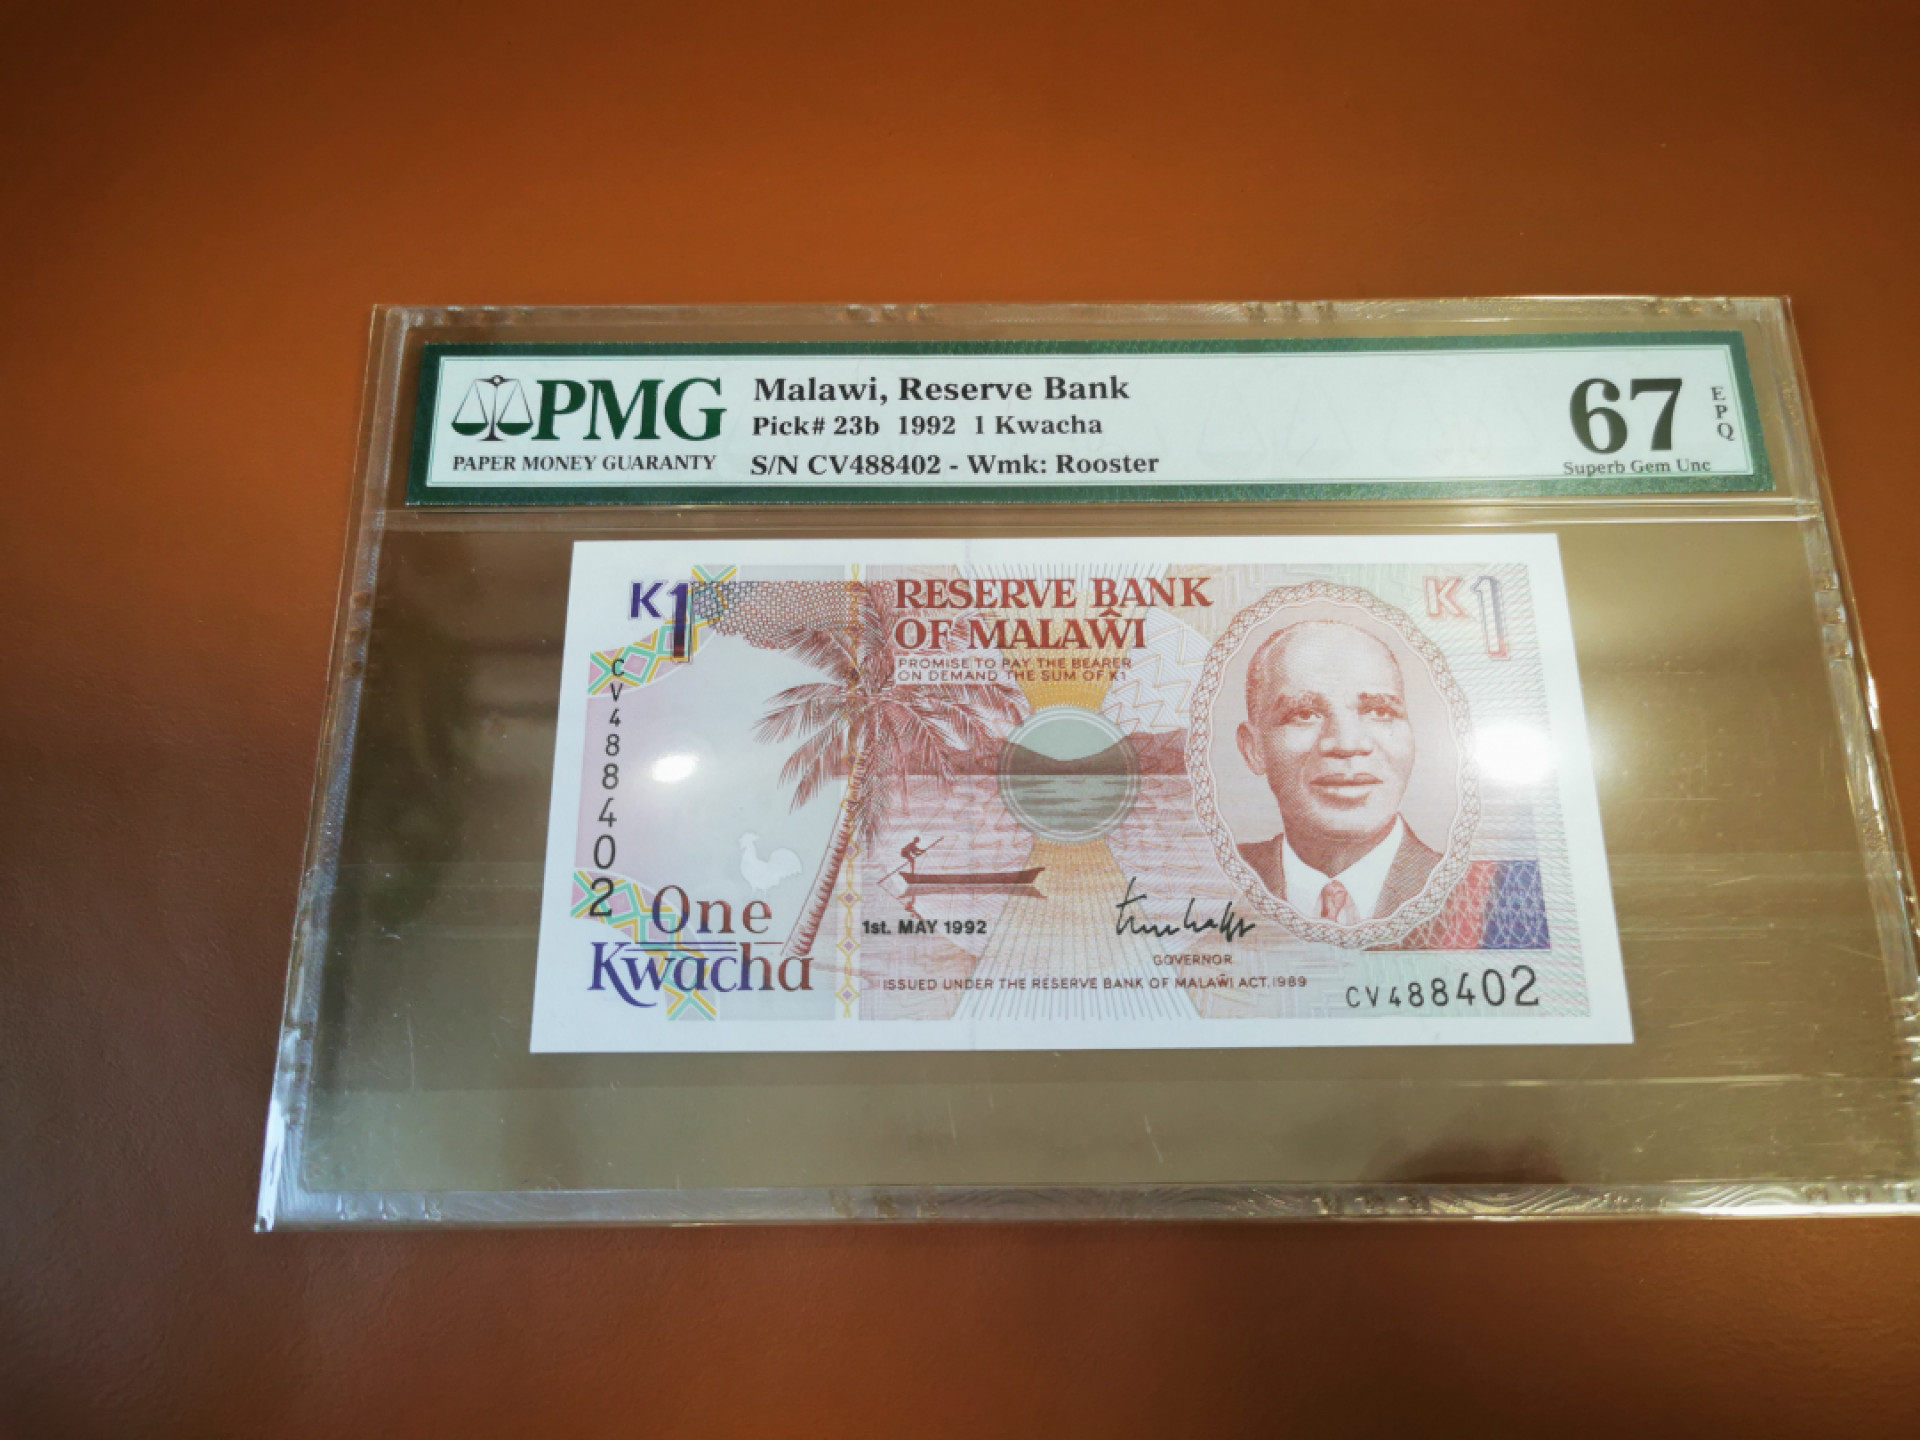 PMG
PAPER MONEY GUARANTY
Malawi, Reserve Bank
Pick# 23b 1992 1 Kwacha
S/N CV488402 - Wmk: Rooster
67
EPQ
Superb Gem Unc
K1
RESERVE BANK
OF MALAŴI
PROMISE TO PAY THE BEARER
ON DEMAND THE SUM OF K1
K1
CV488402
One
Kwacha
1st. MAY 1992
GOVERNOR
ISSUED UNDER THE RESERVE BANK OF MALAŴI ACT.1989
CV488402